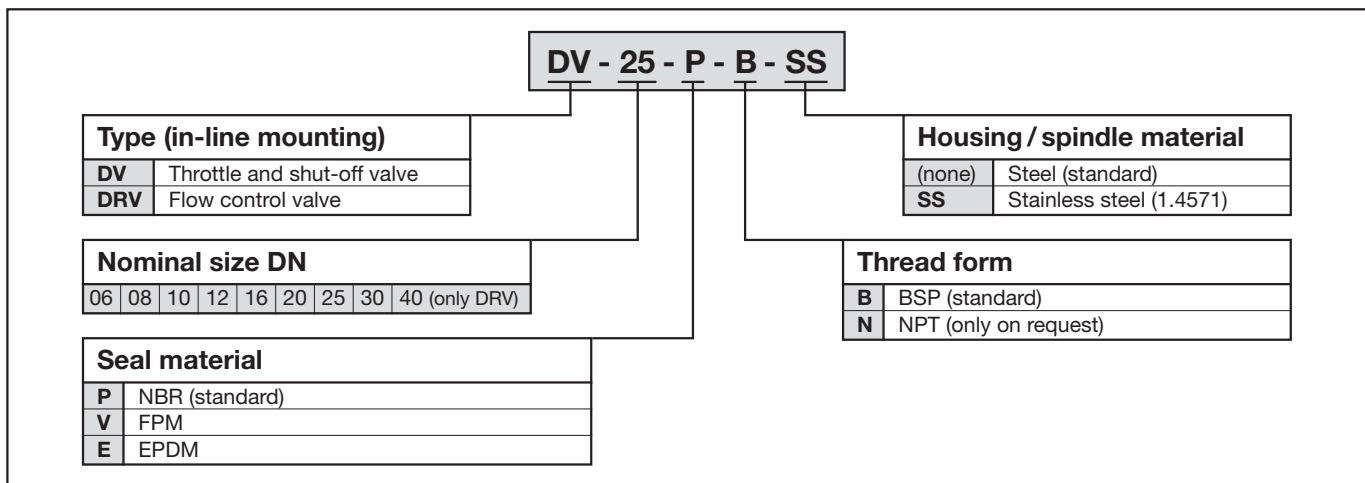 DV - 25 - P - B - SS
Type (in-line mounting)
DV Throttle and shut-off valve
DRV Flow control valve
Nominal size DN
06 08 10 12 16 20 25 30 40 (only DRV)
Seal material
P NBR (standard)
V FPM
E EPDM
Housing / spindle material
(none) Steel (standard)
SS Stainless steel (1.4571)
Thread form
B BSP (standard)
N NPT (only on request)